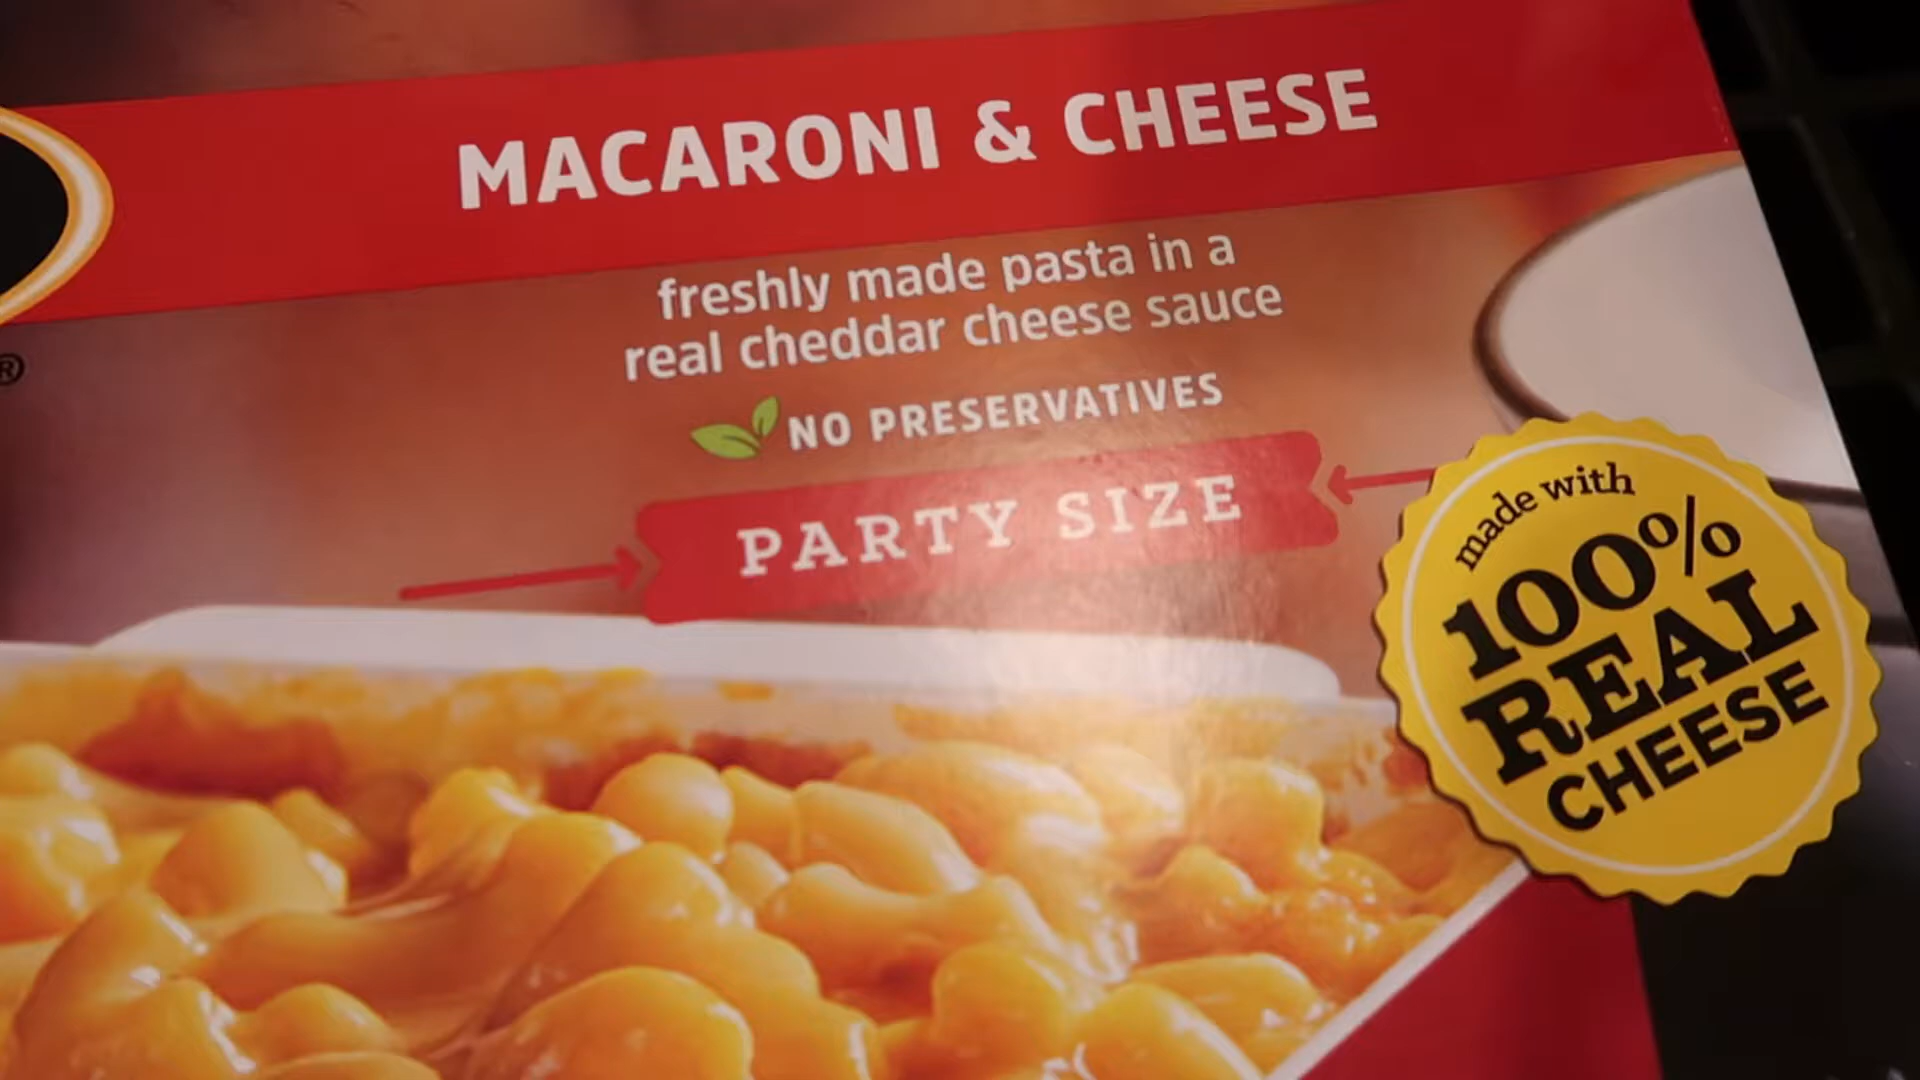 MACARONI & CHEESE
freshly made pasta in a
real cheddar cheese sauce
NO PRESERVATIVES
PARTY SIZE
made with
100%
REAL
CHEESE
®